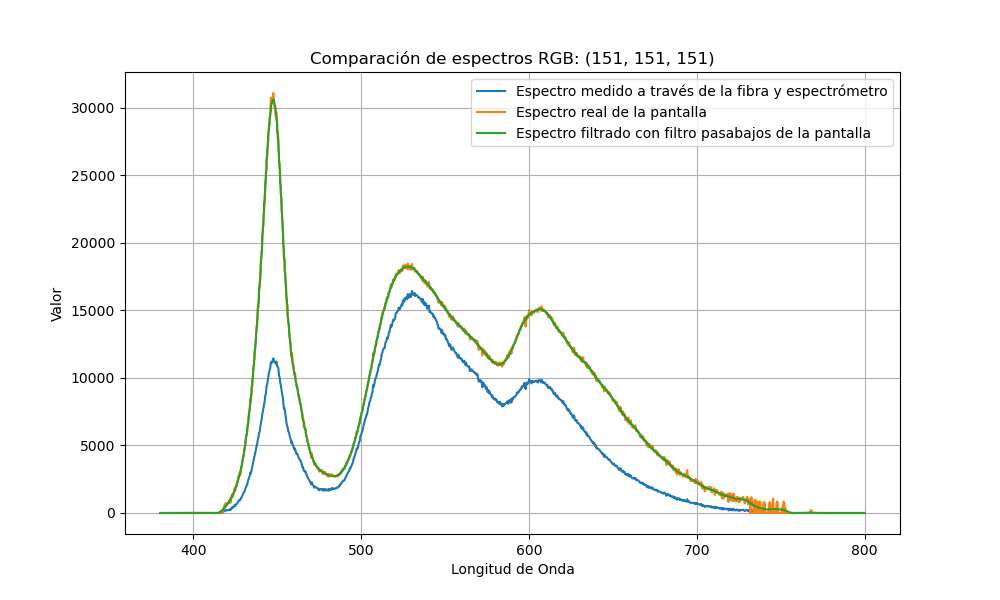 Comparación de espectros RGB: (151, 151, 151)
Espectro medido a través de la fibra y espectrómetro
Espectro real de la pantalla
Espectro filtrado con filtro pasabajos de la pantalla
Valor
30000
25000
20000
15000
10000
5000
0
400 500 600 700 800
Longitud de Onda